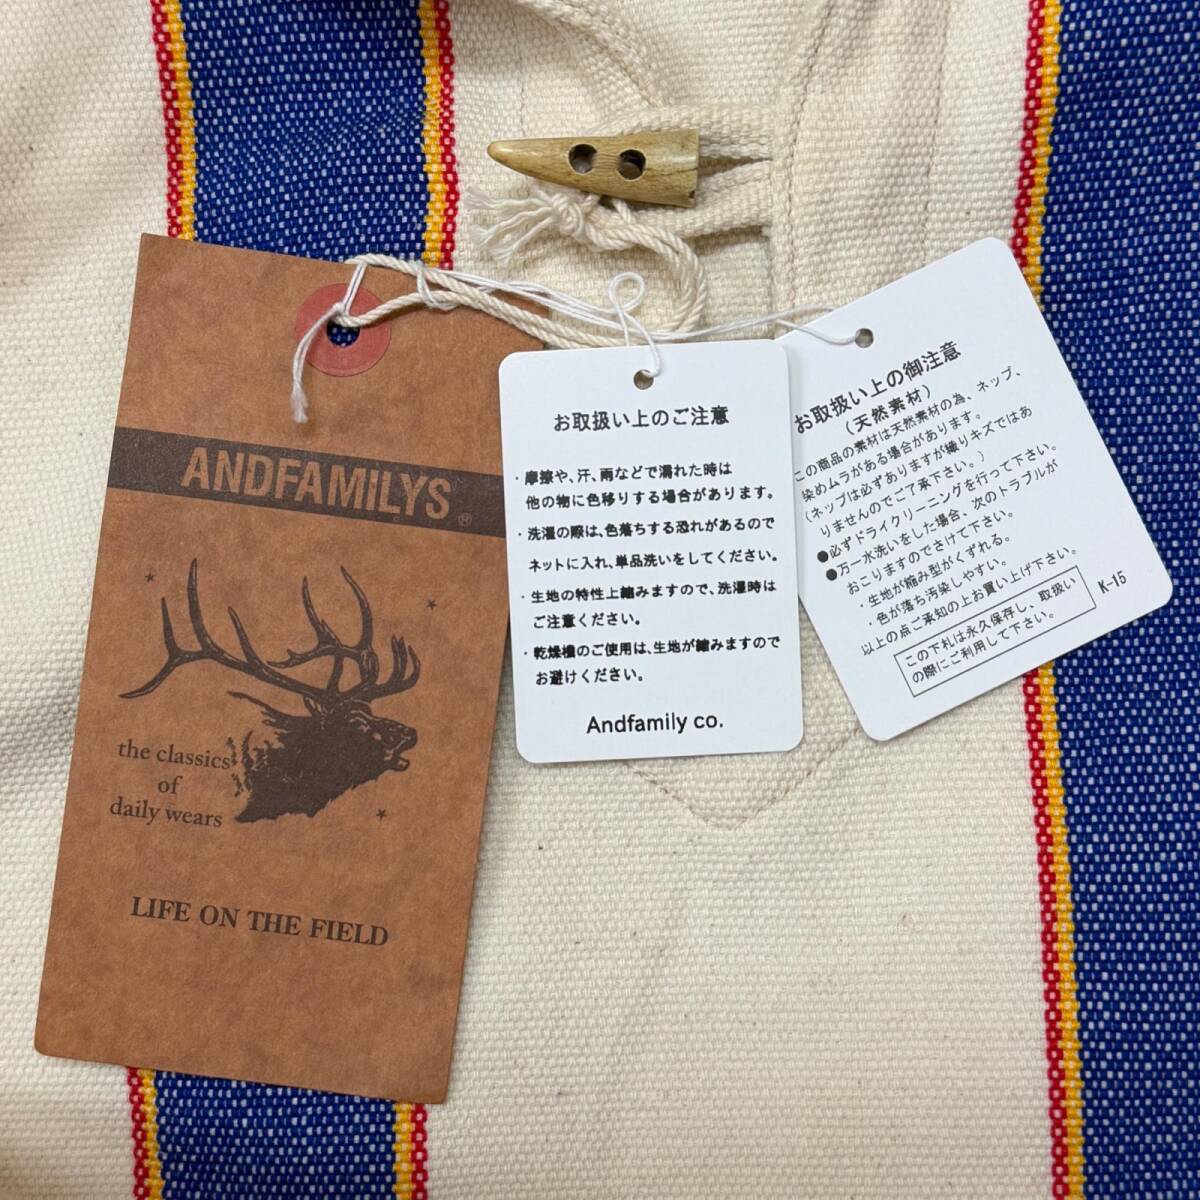 ANDFAMILYS®
the classics
of
daily wears
LIFE ON THE FIELD
お取扱い上のご注意
・摩擦や、汗、雨などで濡れた時は
他の物に色移りする場合があります。
・洗濯の際は、色落ちする恐れがあるので
ネットに入れ、単品洗いをしてください。
・生地の特性上縮みますので、洗濯時は
ご注意ください。
・乾燥機のご使用は、生地が縮みますので
お避けください。
Andfamily co.
お取扱い上の御注意
(天然素材)
この商品の素材は天然素材の為、ネップ、
染めムラがある場合があります。
(ネップは必ずありますが織りキズではあ
りませんのでご了承下さい。)
●必ずドライクリーニングを行って下さい。
●万一水洗いをした場合、次のトラブルが
おこりますのでさけて下さい。
・生地が縮み型がくずれる。
・色が落ち汚染しやすい。
以上の点ご承知の上お買い上げ下さい。
この下札は永久保存し、取扱い
の際にご利用して下さい。
K-15